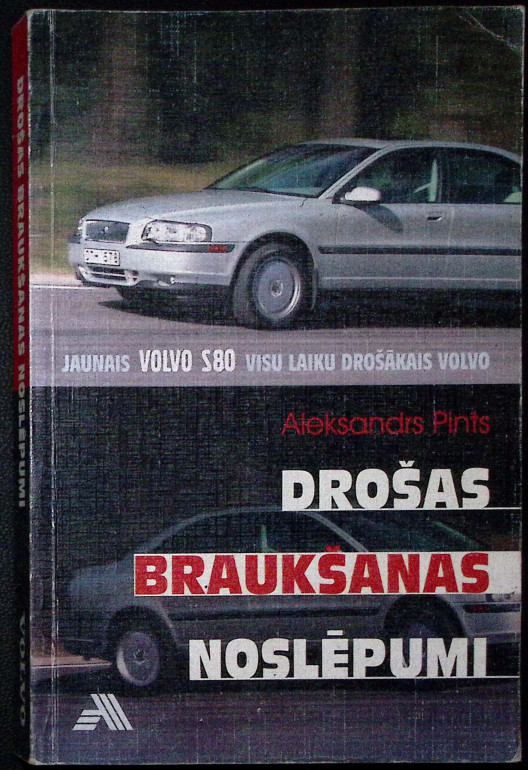 JAUNAIS VOLVO S80 VISU LAIKU DROŠĀKAIS VOLVO
Aleksandrs Pints
DROŠAS
BRAUKŠANAS
NOSLĒPUMI
DROŠAS BRAUKŠANAS NOSLĒPUMI
VOLVO